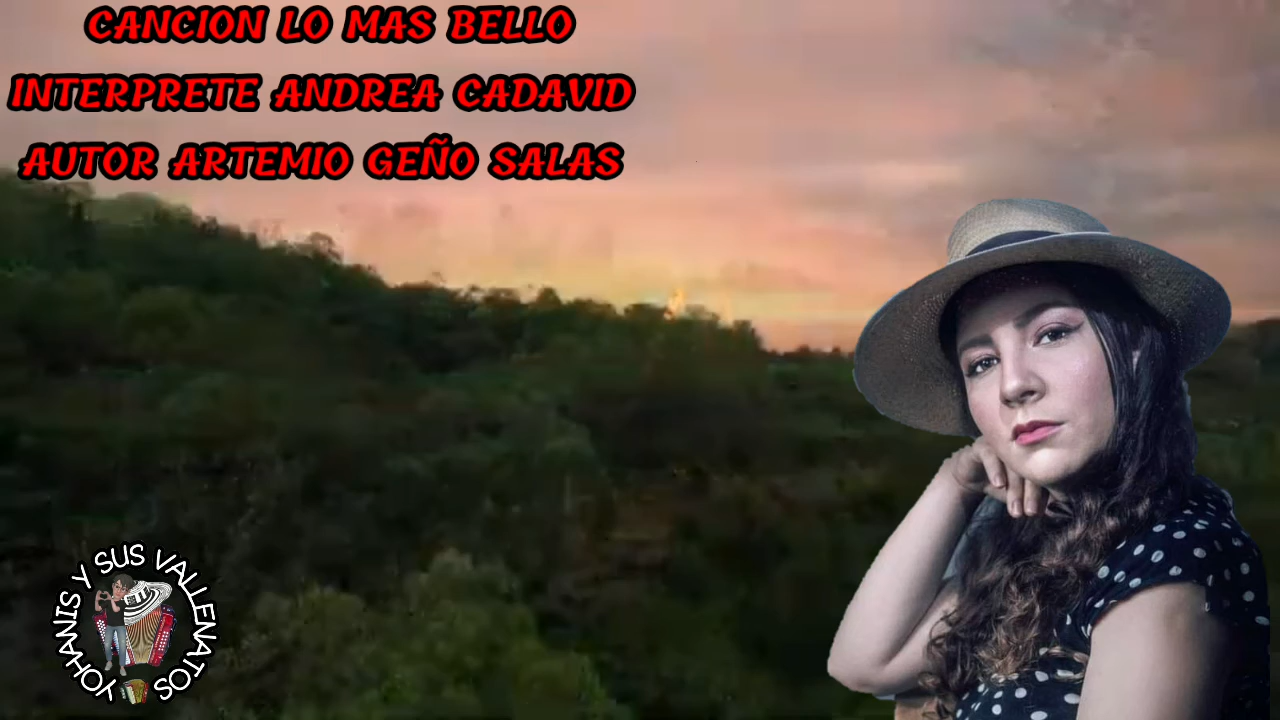 CANCION LO MAS BELLO
INTERPRETE ANDREA CADAVID
AUTOR ARTEMIO GEÑO SALAS
YOHANIS Y SUS VALLENATOS